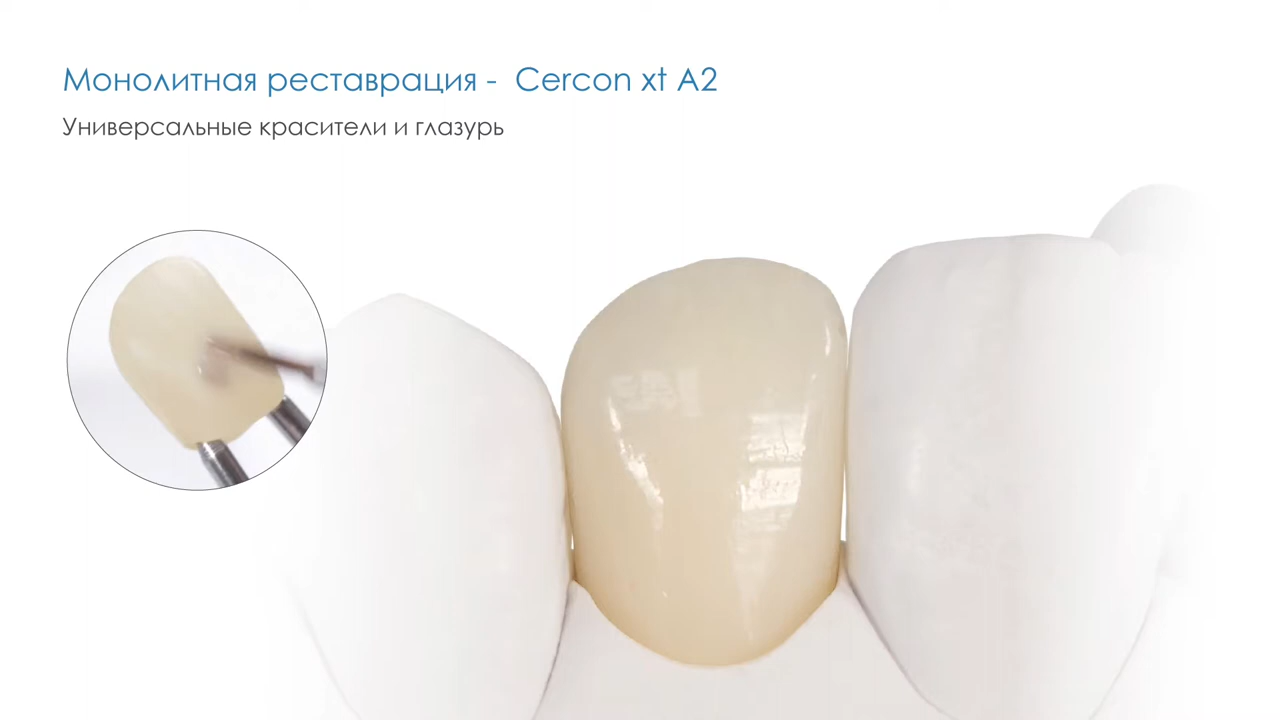 Монолитная реставрация - Cercon xt A2
Универсальные красители и глазурь